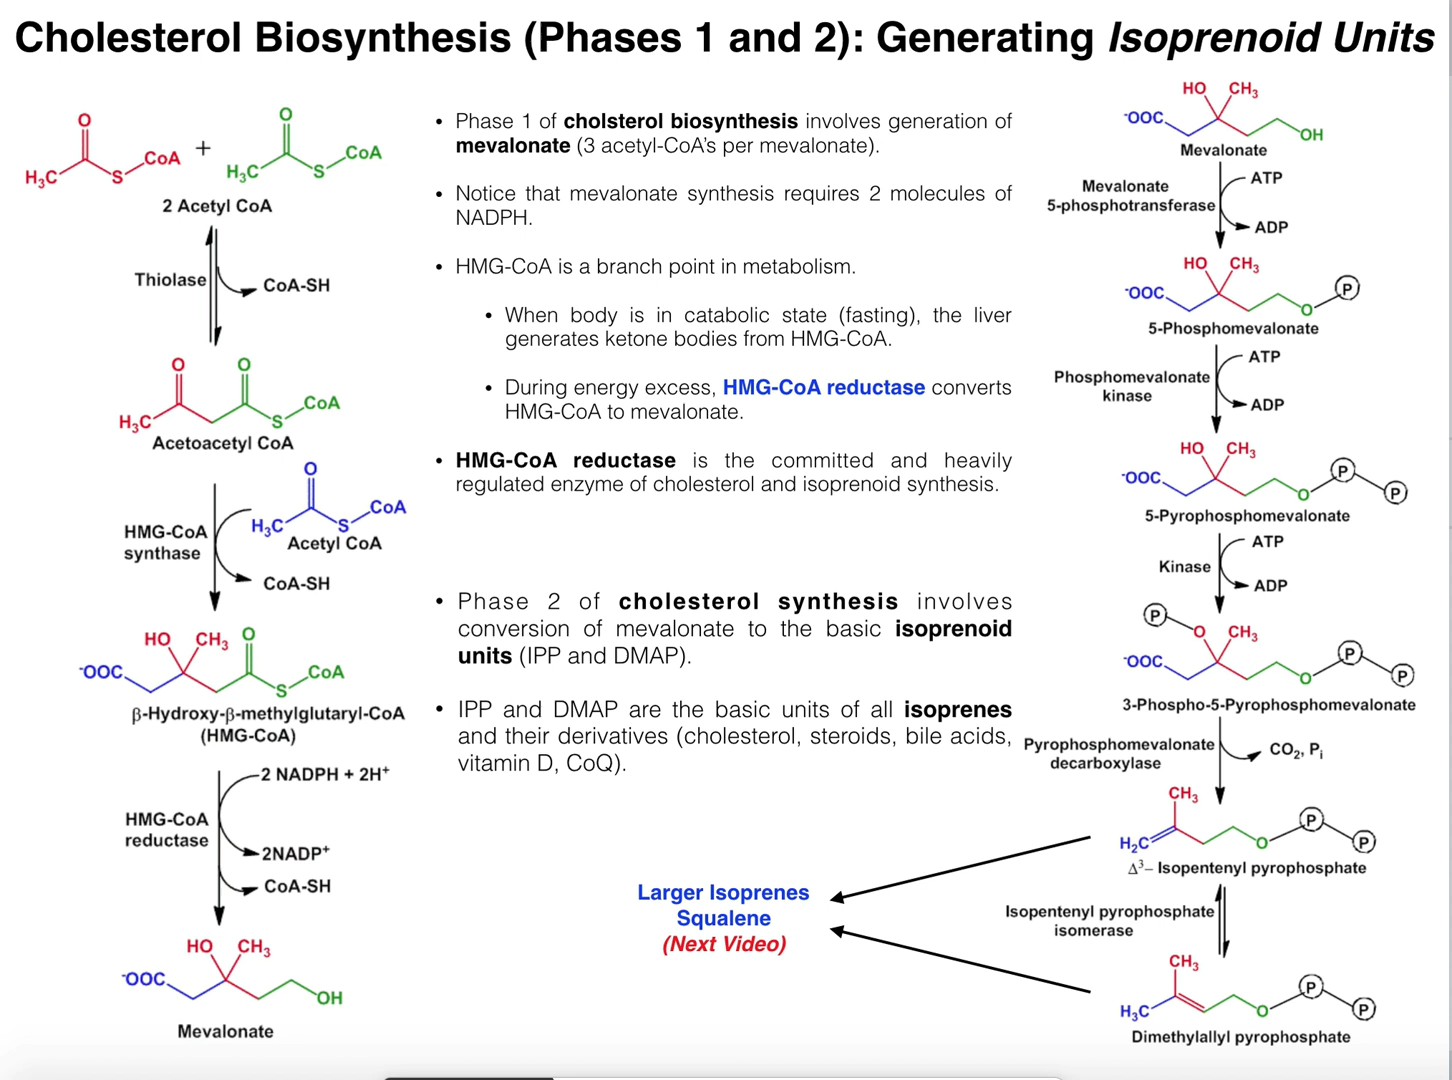 Cholesterol Biosynthesis (Phases 1 and 2): Generating Isoprenoid Units
O
H₃C
S
CoA
+
O
H₃C
S
CoA
2 Acetyl CoA
Thiolase
CoA-SH
O
O
H₃C
S
CoA
Acetoacetyl CoA
O
H₃C
S
CoA
Acetyl CoA
HMG-CoA
synthase
CoA-SH
HO
CH₃
O
⁻OOC
S
CoA
β-Hydroxy-β-methylglutaryl-CoA
(HMG-CoA)
2 NADPH + 2H⁺
HMG-CoA
reductase
2NADP⁺
CoA-SH
HO
CH₃
⁻OOC
OH
Mevalonate
• Phase 1 of cholsterol biosynthesis involves generation of
mevalonate (3 acetyl-CoA's per mevalonate).
• Notice that mevalonate synthesis requires 2 molecules of
NADPH.
• HMG-CoA is a branch point in metabolism.
• When body is in catabolic state (fasting), the liver
generates ketone bodies from HMG-CoA.
• During energy excess, HMG-CoA reductase converts
HMG-CoA to mevalonate.
• HMG-CoA reductase is the committed and heavily
regulated enzyme of cholesterol and isoprenoid synthesis.
• Phase 2 of cholesterol synthesis involves
conversion of mevalonate to the basic isoprenoid
units (IPP and DMAP).
• IPP and DMAP are the basic units of all isoprenes
and their derivatives (cholesterol, steroids, bile acids,
vitamin D, CoQ).
Larger Isoprenes
Squalene
(Next Video)
HO
CH₃
⁻OOC
OH
Mevalonate
Mevalonate
5-phosphotransferase
ATP
ADP
HO
CH₃
⁻OOC
O
P
5-Phosphomevalonate
Phosphomevalonate
kinase
ATP
ADP
HO
CH₃
⁻OOC
O
P
P
5-Pyrophosphomevalonate
Kinase
ATP
ADP
P
O
CH₃
⁻OOC
O
P
P
3-Phospho-5-Pyrophosphomevalonate
Pyrophosphomevalonate
decarboxylase
CO₂, Pᵢ
CH₃
H₂C
O
P
P
Δ³– Isopentenyl pyrophosphate
Isopentenyl pyrophosphate
isomerase
CH₃
H₃C
O
P
P
Dimethylallyl pyrophosphate